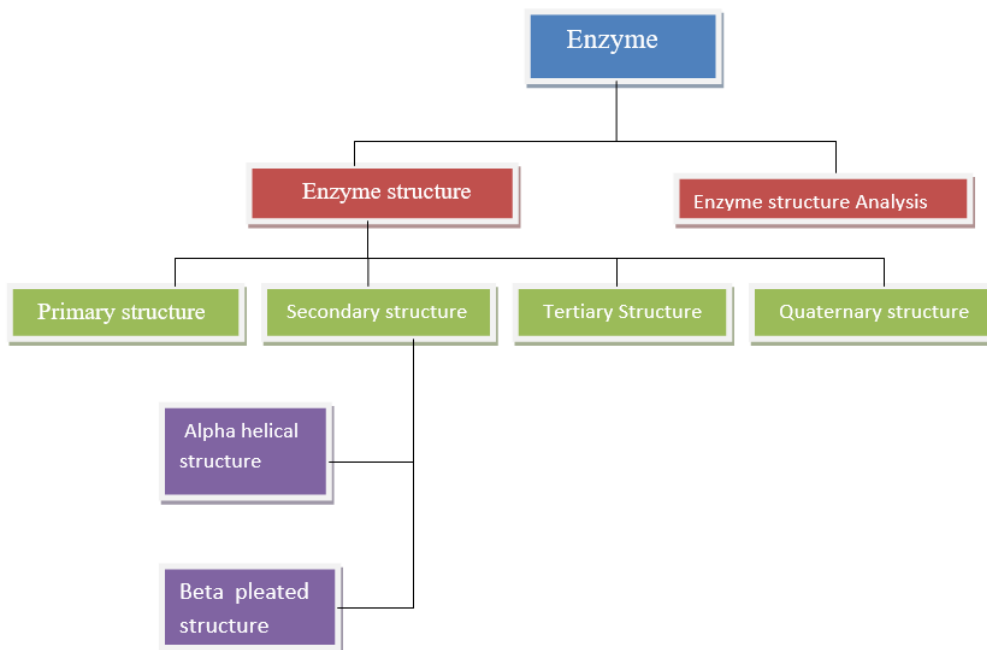 Enzyme
Enzyme structure
Enzyme structure Analysis
Primary structure
Secondary structure
Tertiary Structure
Quaternary structure
Alpha helical
structure
Beta pleated
structure